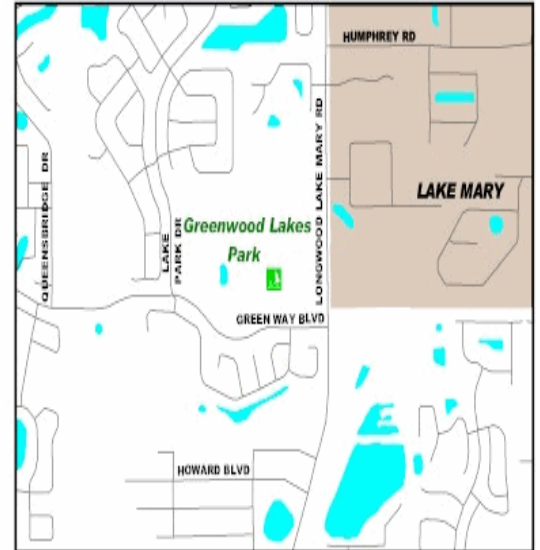 HUMPHREY RD
LONGWOOD LAKE MARY RD
LAKE MARY
QUEENSBRIDGE DR
LAKE
PARK DR
Greenwood Lakes
Park
GREEN WAY BLVD
HOWARD BLVD